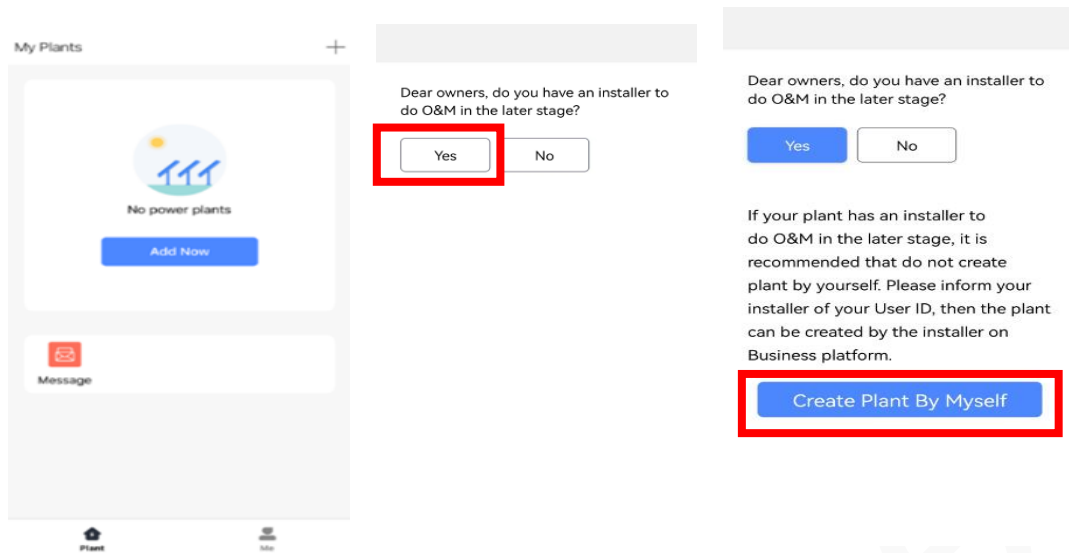 My Plants
No power plants
Add Now
Message
Plant
Me
Dear owners, do you have an installer to
do O&M in the later stage?
Yes
No
Dear owners, do you have an installer to
do O&M in the later stage?
Yes
No
If your plant has an installer to
do O&M in the later stage, it is
recommended that do not create
plant by yourself. Please inform your
installer of your User ID, then the plant
can be created by the installer on
Business platform.
Create Plant By Myself